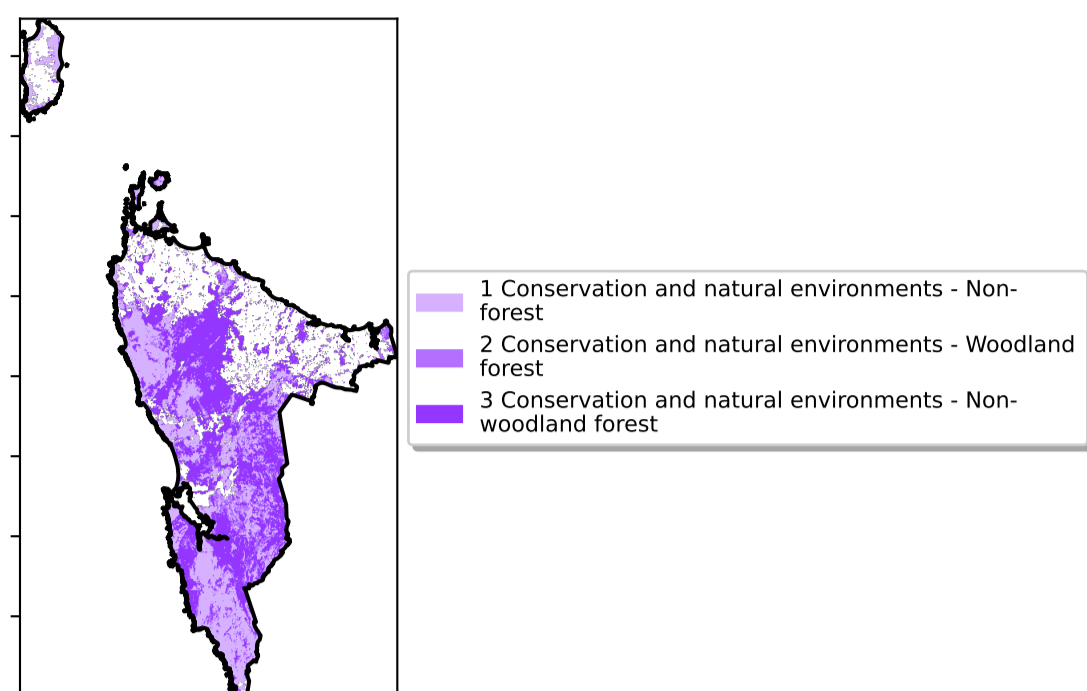 1 Conservation and natural environments - Non-
forest
2 Conservation and natural environments - Woodland
forest
3 Conservation and natural environments - Non-
woodland forest